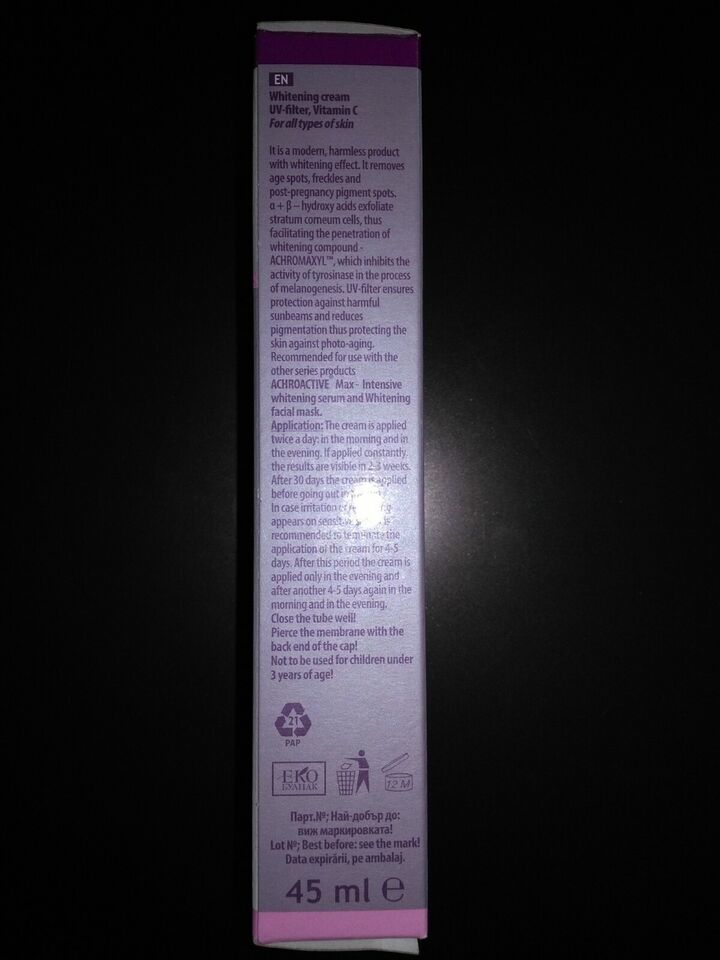 EN
Whitening cream
UV-filter, Vitamin C
For all types of skin
It is a modern, harmless product
with whitening effect. It removes
age spots, freckles and
post-pregnancy pigment spots.
α + β – hydroxy acids exfoliate
stratum corneum cells, thus
facilitating the penetration of
whitening compound -
ACHROMAXYL™, which inhibits the
activity of tyrosinase in the process
of melanogenesis. UV-filter ensures
protection against harmful
sunbeams and reduces
pigmentation thus protecting the
skin against photo-aging.
Recommended for use with the
other series products
ACHROACTIVE Max - Intensive
whitening serum and Whitening
facial mask.
Application: The cream is applied
twice a day: in the morning and in
the evening. If applied constantly,
the results are visible in 2-3 weeks.
After 30 days the cream is applied
before going out
In case irritation
appears on is
recommended to terminate the
application of the cream for 4-5
days. After this period the cream is
applied only in the evening and
after another 4-5 days again in the
morning and in the evening.
Close the tube well!
Pierce the membrane with the
back end of the cap!
Not to be used for children under
3 years of age!
21
PAP
ЕКО
БУЛПАК
12 M
Парт.№; Най-добър до:
виж маркировката!
Lot №; Best before: see the mark!
Data expirării, pe ambalaj.
45 ml ℮